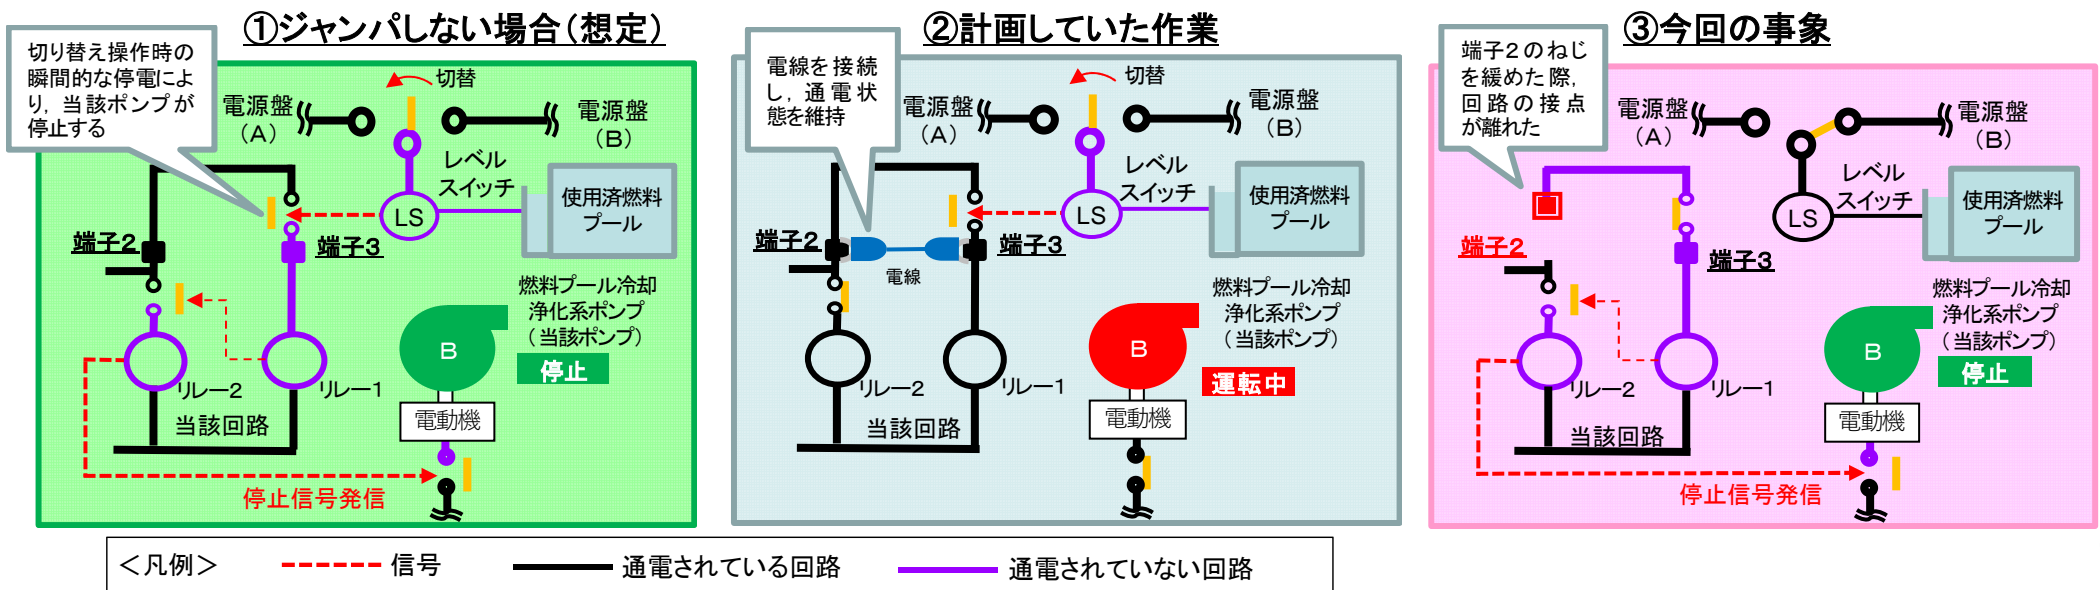 ①ジャンパしない場合（想定）
切り替え操作時の
瞬間的な停電によ
り，当該ポンプが
停止する
切替
電源盤
（A）
電源盤
（B）
レベル
スイッチ
LS
使用済燃料
プール
端子2
端子3
燃料プール冷却
浄化系ポンプ
（当該ポンプ）
B
停止
リレー2
リレー1
電動機
当該回路
停止信号発信
②計画していた作業
電線を接続
し，通電状
態を維持
切替
電源盤
（A）
電源盤
（B）
レベル
スイッチ
LS
使用済燃料
プール
端子2
端子3
電線
燃料プール冷却
浄化系ポンプ
（当該ポンプ）
B
運転中
リレー2
リレー1
電動機
当該回路
③今回の事象
端子2のねじ
を緩めた際，
回路の接点
が離れた
電源盤
（A）
電源盤
（B）
レベル
スイッチ
LS
使用済燃料
プール
端子2
端子3
燃料プール冷却
浄化系ポンプ
（当該ポンプ）
B
停止
リレー2
リレー1
電動機
当該回路
停止信号発信
＜凡例＞ 信号 通電されている回路 通電されていない回路